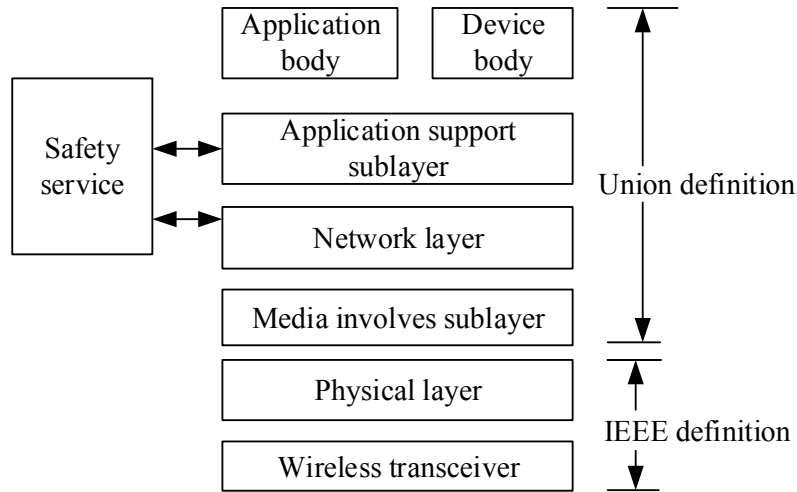 Application
body
Device
body
Safety
service
Application support
sublayer
Union definition
Network layer
Media involves sublayer
Physical layer
IEEE definition
Wireless transceiver